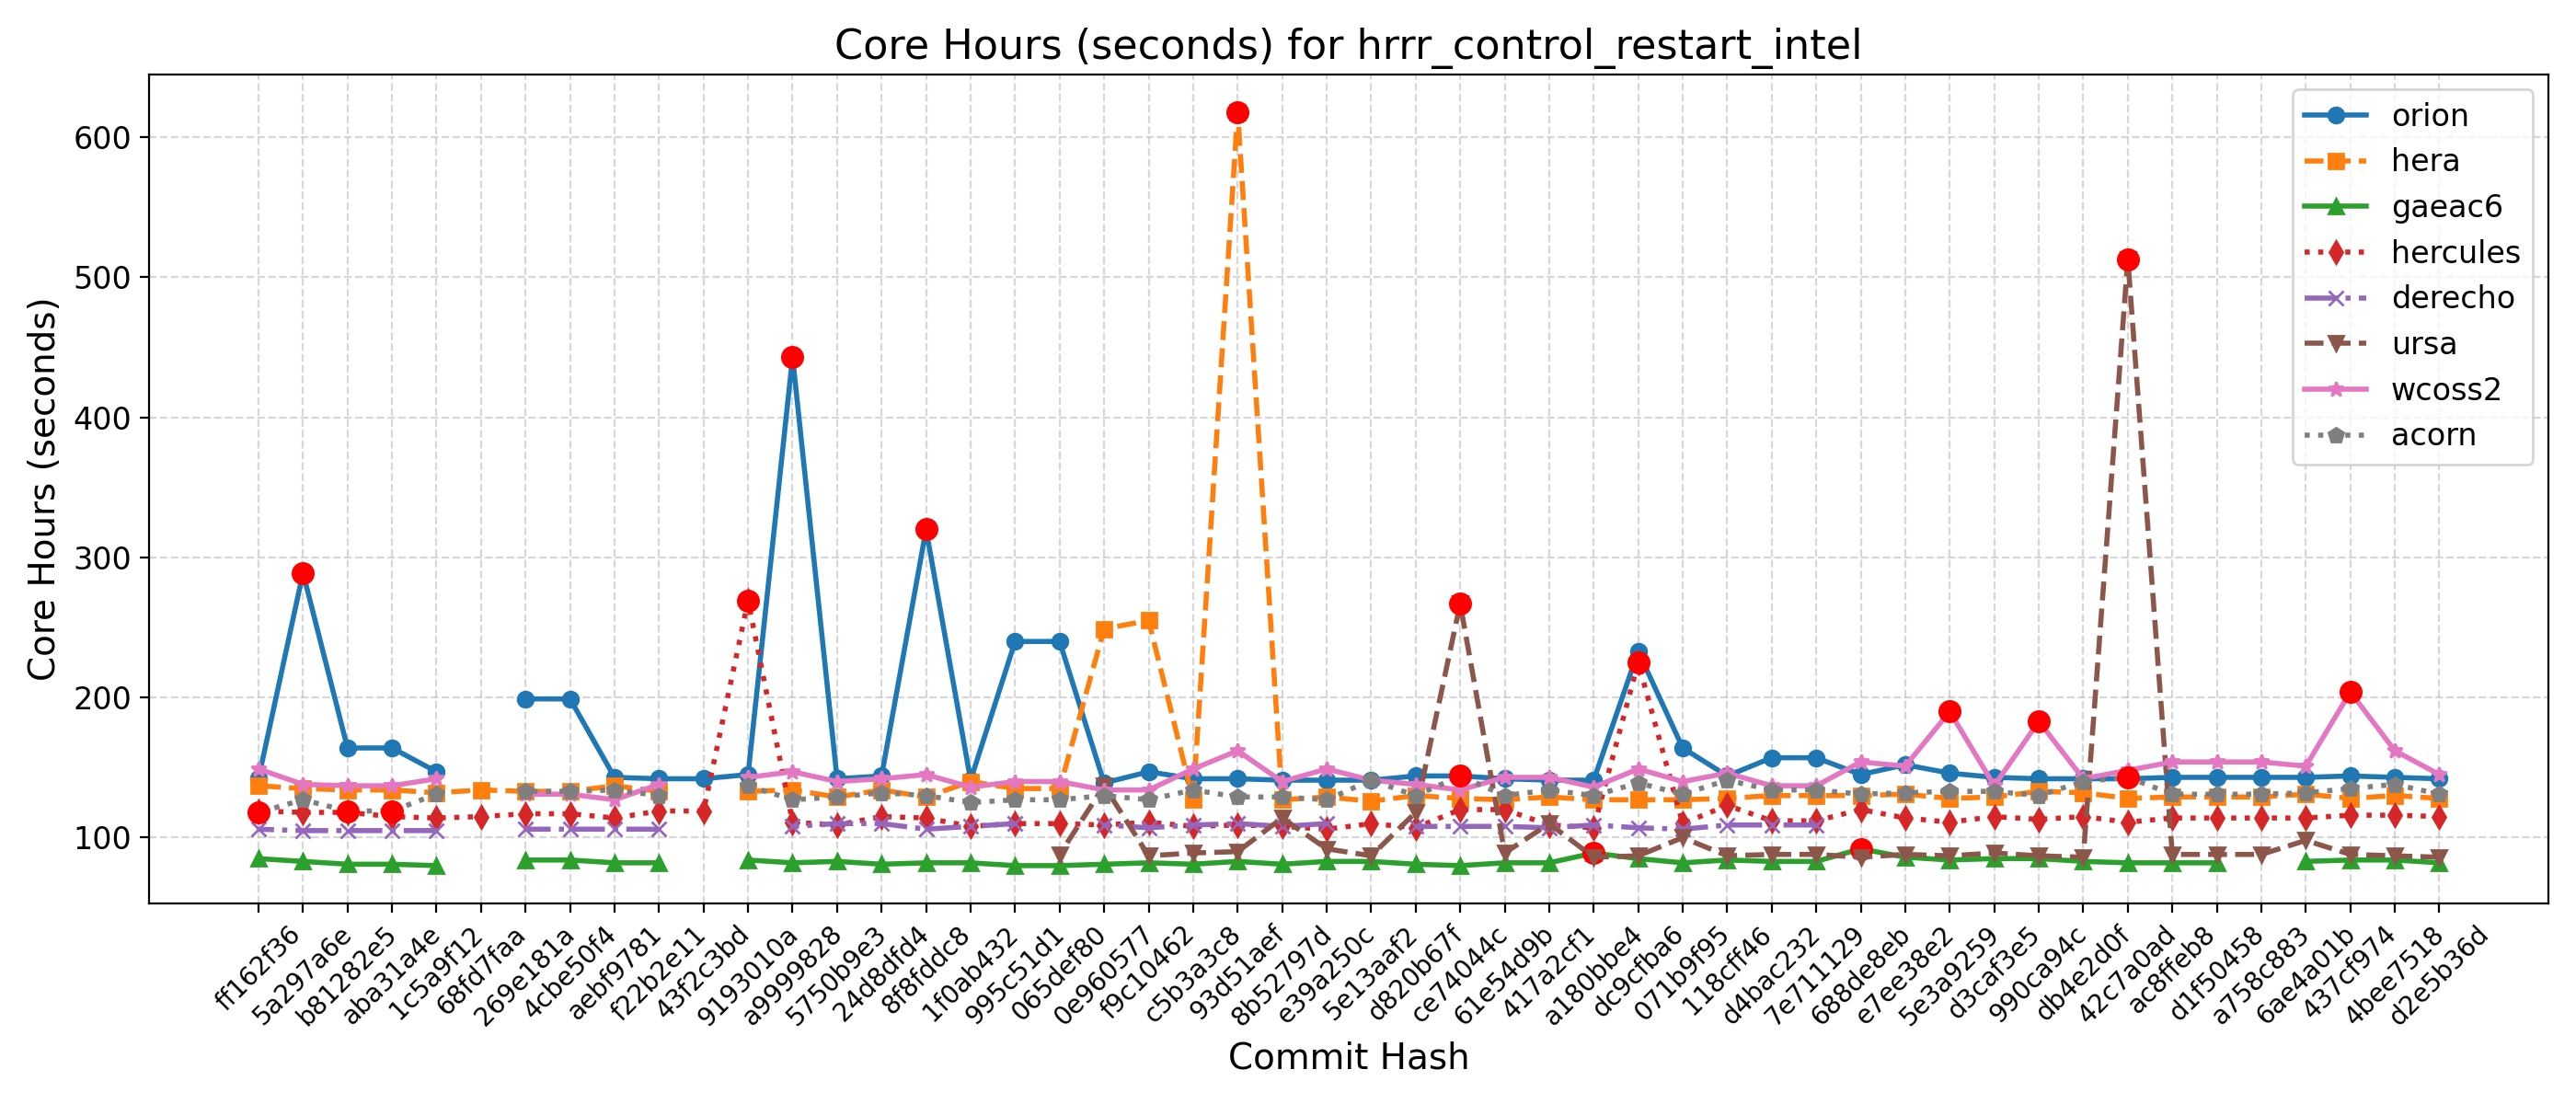 Core Hours (seconds) for hrrr_control_restart_intel
Core Hours (seconds)
600
500
400
300
200
100
orion
hera
gaeac6
hercules
derecho
ursa
wcoss2
acorn
ff162f36
5a297a6e
b81282e5
aba31a4e
1c5a9f12
68fd7faa
269e181a
4cbe50f4
aebf9781
f22b2e11
43f2c3bd
9193010a
a9999828
5750b9e3
24d8dfd4
8f8fddc8
1f0ab432
995c51d1
065def80
0e960577
f9c10462
c5b3a3c8
93d51aef
8b52797d
e39a250c
5e13aaf2
d820b67f
ce74044c
61e54d9b
417a2cf1
a180bbe4
dc9cfba6
071b9f95
118cff46
d4bac232
7e711129
688de8eb
e7ee38e2
5e3a9259
d3caf3e5
990ca94c
db4e2d0f
42c7a0ad
ac8ffeb8
d1f50458
a758c883
6ae4a01b
437cf974
4bee7518
d2e5b36d
Commit Hash